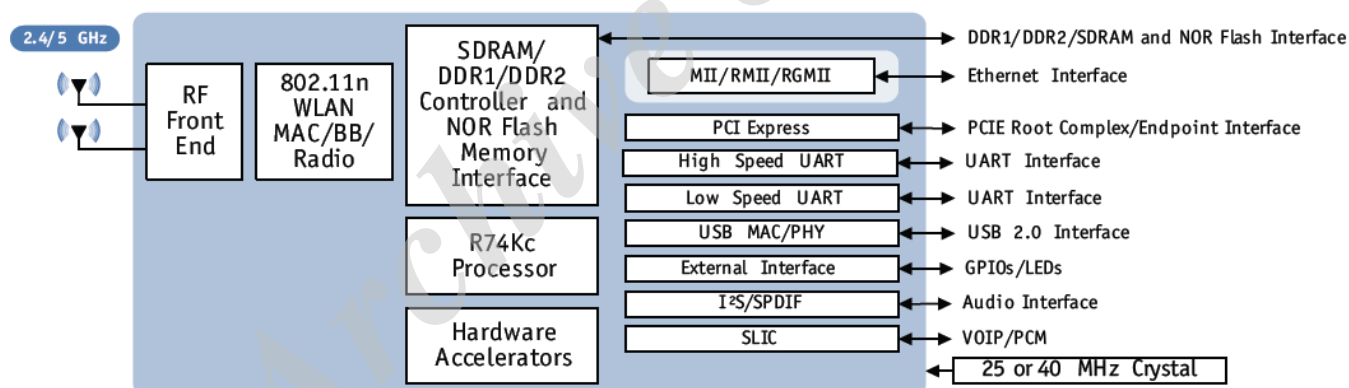 2.4/5 GHz
RF
Front
End
802.11n
WLAN
MAC/BB/
Radio
SDRAM/
DDR1/DDR2
Controller and
NOR Flash
Memory
Interface
R74Kc
Processor
Hardware
Accelerators
MII/RMII/RGMII
PCI Express
High Speed UART
Low Speed UART
USB MAC/PHY
External Interface
I²S/SPDIF
SLIC
DDR1/DDR2/SDRAM and NOR Flash Interface
Ethernet Interface
PCIE Root Complex/Endpoint Interface
UART Interface
UART Interface
USB 2.0 Interface
GPIOs/LEDs
Audio Interface
VOIP/PCM
25 or 40 MHz Crystal
Archive